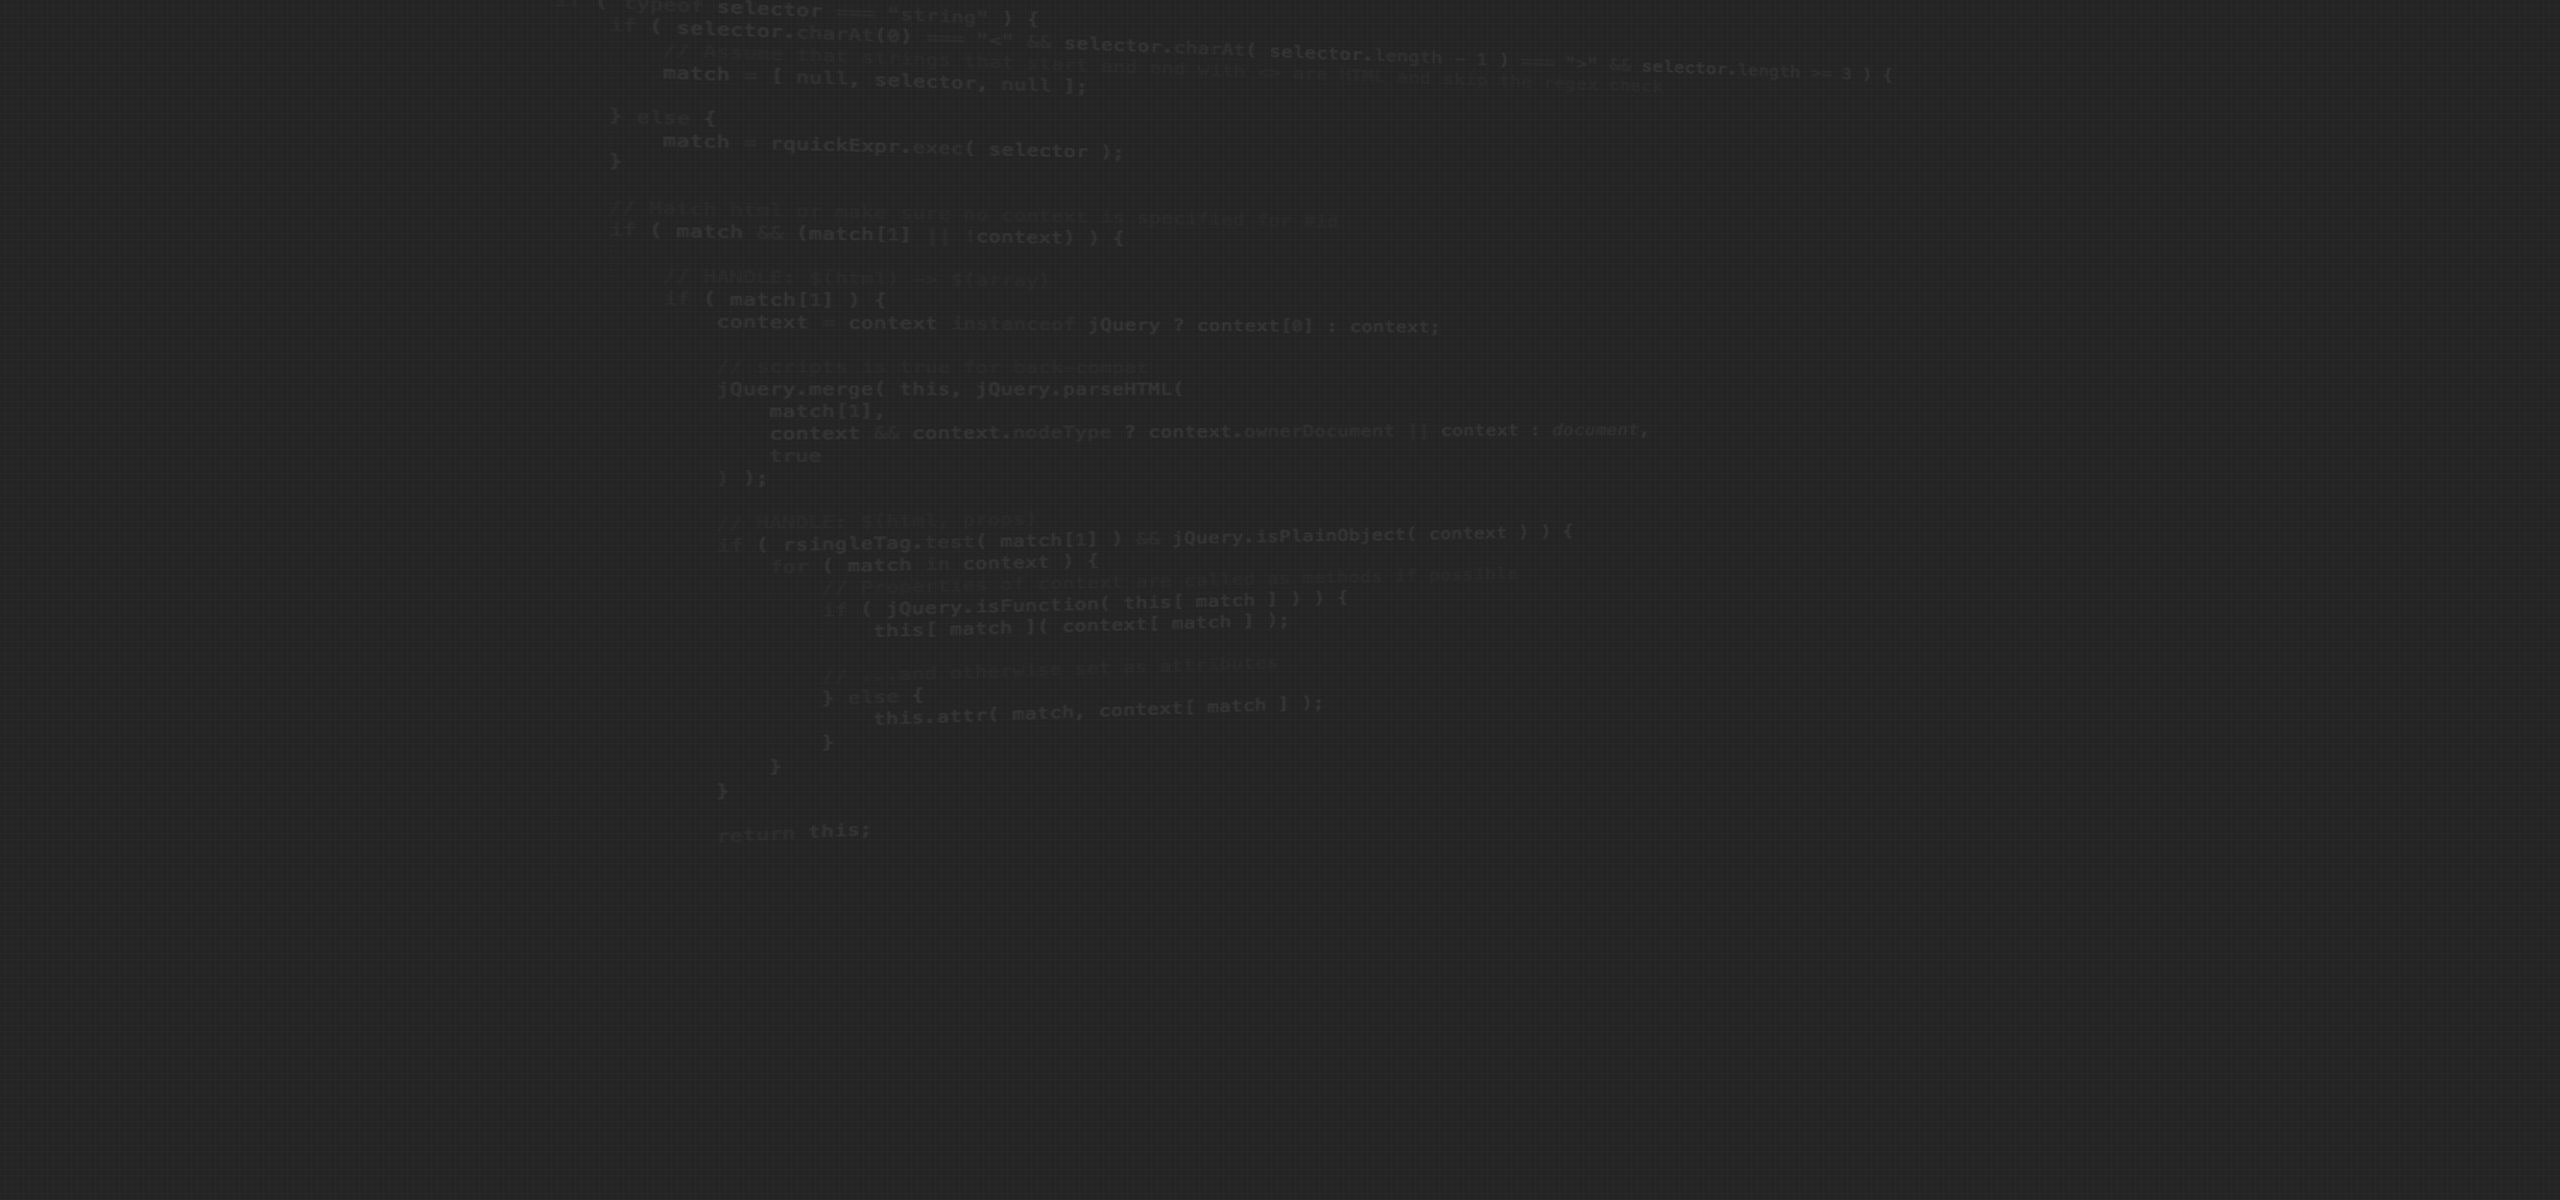 if ( typeof selector === "string" ) {
if ( selector.charAt(0) === "<" && selector.charAt( selector.length - 1 ) === ">" && selector.length >= 3 ) {
// Assume that strings that start and end with <> are HTML and skip the regex check
match = [ null, selector, null ];
} else {
match = rquickExpr.exec( selector );
}
// Match html or make sure no context is specified for #id
if ( match && (match[1] || !context) ) {
// HANDLE: $(html) -> $(array)
if ( match[1] ) {
context = context instanceof jQuery ? context[0] : context;
// scripts is true for back-compat
jQuery.merge( this, jQuery.parseHTML(
match[1],
context && context.nodeType ? context.ownerDocument || context : document,
true
) );
// HANDLE: $(html, props)
if ( rsingleTag.test( match[1] ) && jQuery.isPlainObject( context ) ) {
for ( match in context ) {
// Properties of context are called as methods if possible
if ( jQuery.isFunction( this[ match ] ) ) {
this[ match ]( context[ match ] );
// ...and otherwise set as attributes
} else {
this.attr( match, context[ match ] );
}
}
}
return this;